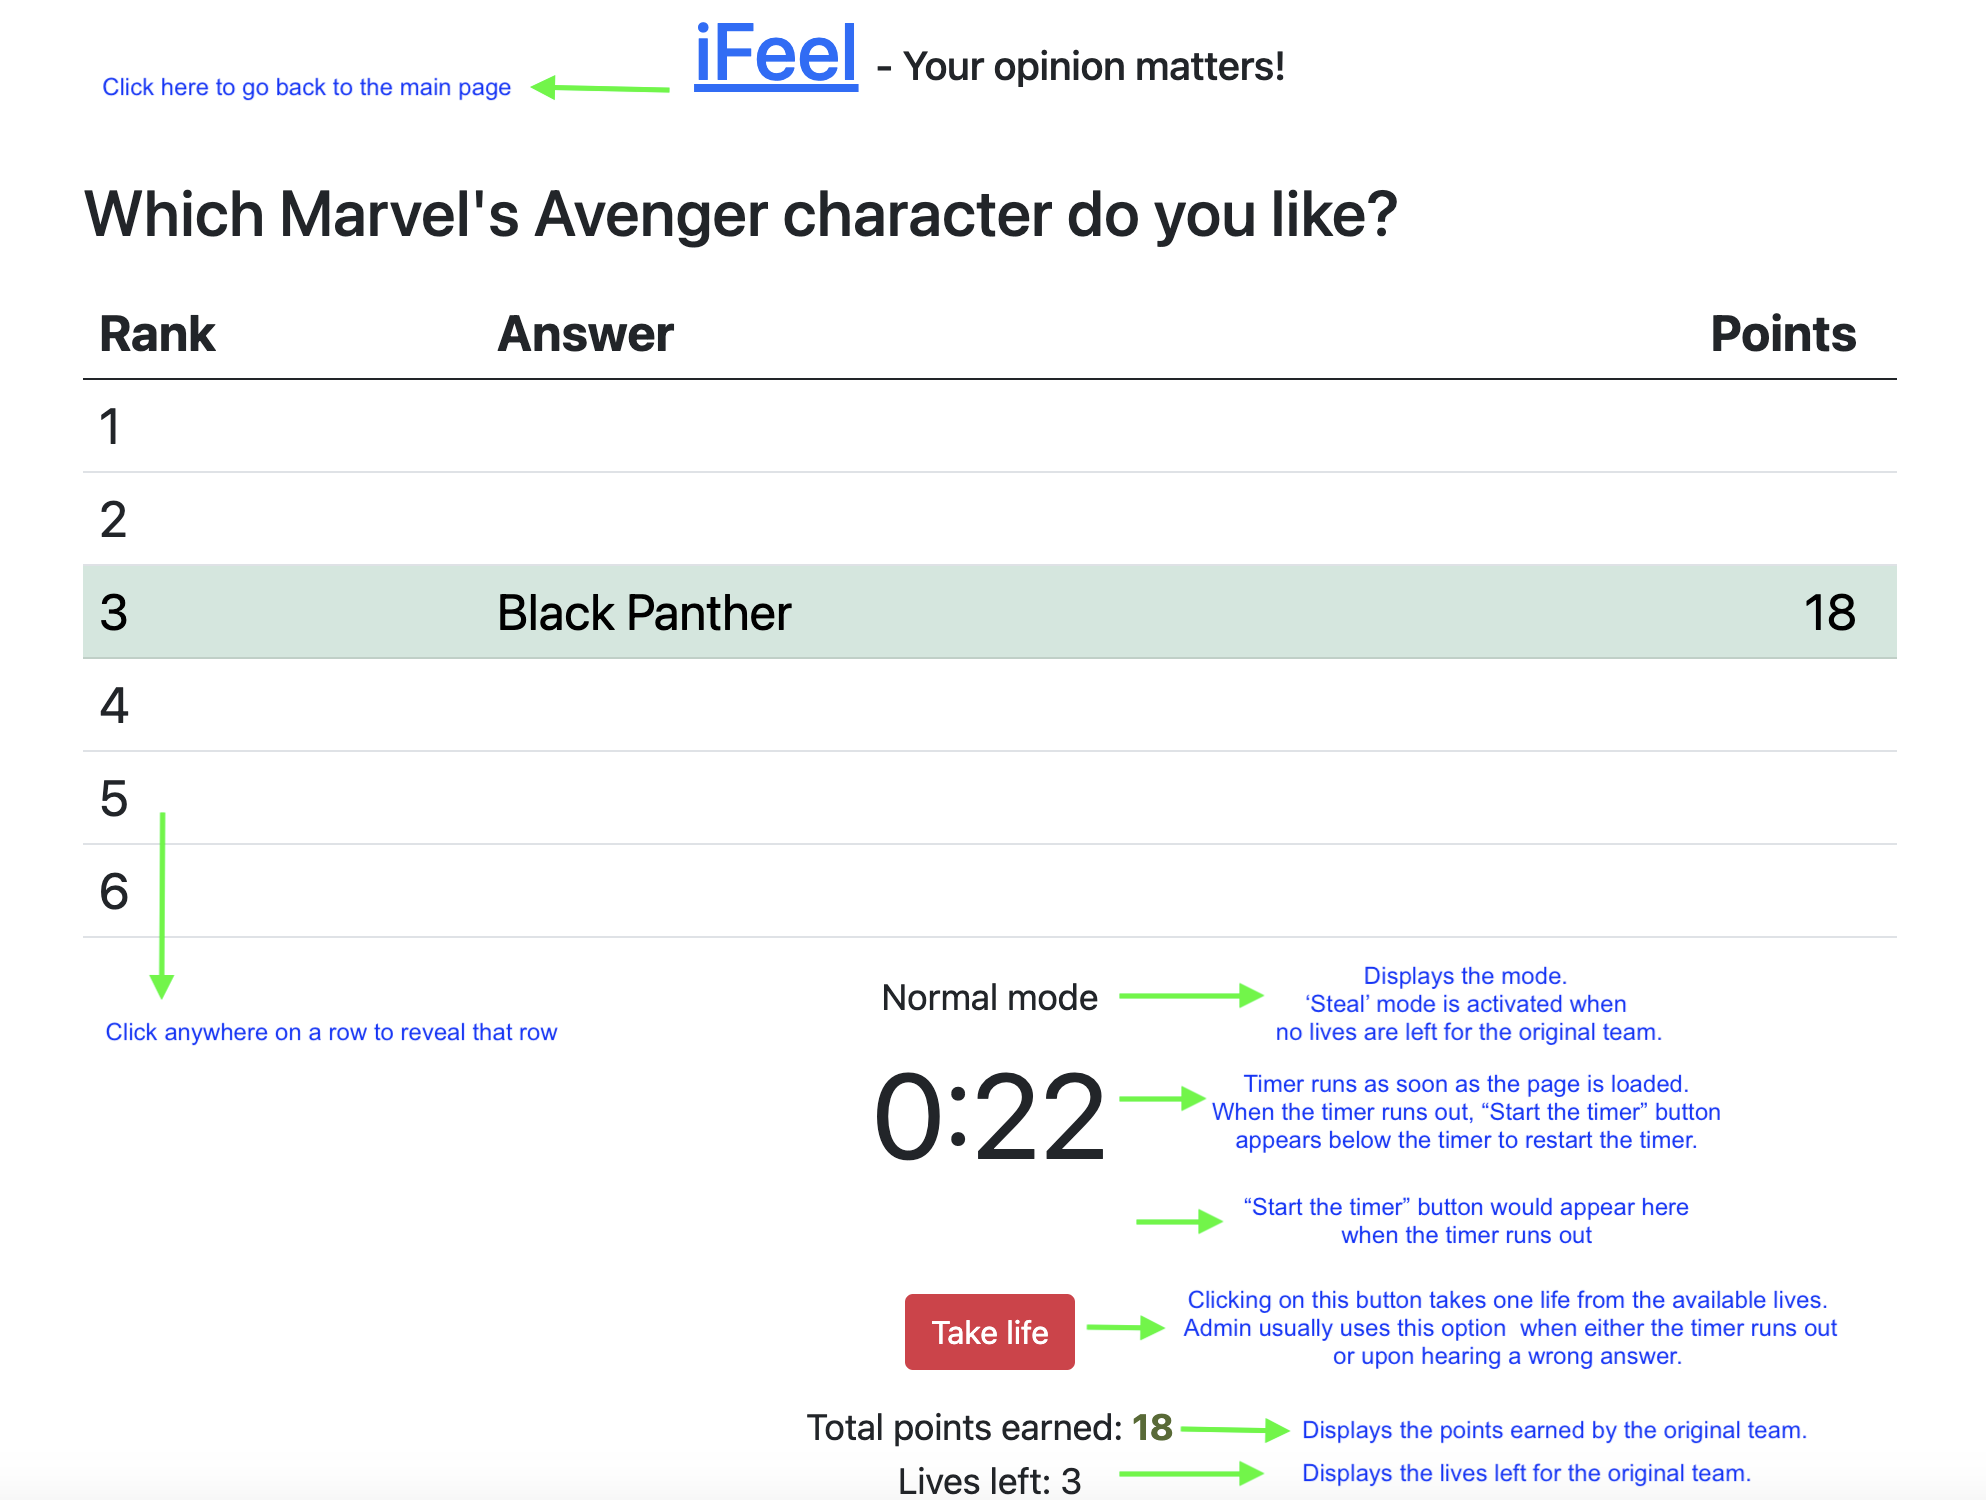 iFeel - Your opinion matters!
Click here to go back to the main page
Which Marvel's Avenger character do you like?
Rank Answer Points
1
2
3 Black Panther 18
4
5
6
Click anywhere on a row to reveal that row
Normal mode
Displays the mode.
‘Steal’ mode is activated when
no lives are left for the original team.
0:22
Timer runs as soon as the page is loaded.
When the timer runs out, “Start the timer” button
appears below the timer to restart the timer.
“Start the timer” button would appear here
when the timer runs out
Take life
Clicking on this button takes one life from the available lives.
Admin usually uses this option  when either the timer runs out
or upon hearing a wrong answer.
Total points earned: 18
Displays the points earned by the original team.
Lives left: 3
Displays the lives left for the original team.